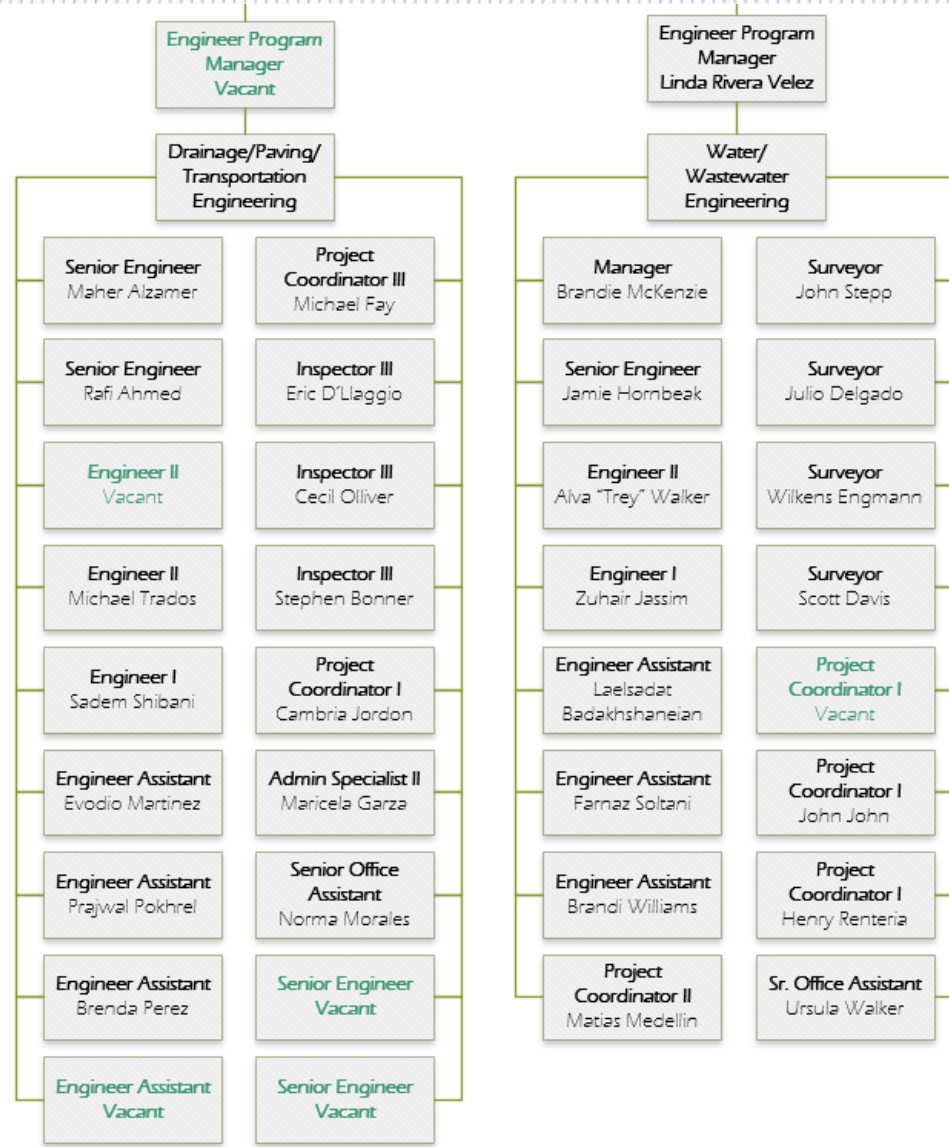 Engineer Program
Manager
Vacant
Drainage/Paving/
Transportation
Engineering
Senior Engineer
Maher Alzamer
Project
Coordinator III
Michael Fay
Senior Engineer
Rafi Ahmed
Inspector III
Eric D'Llaggio
Engineer II
Vacant
Inspector III
Cecil Olliver
Engineer II
Michael Trados
Inspector III
Stephen Bonner
Engineer I
Sadem Shibani
Project
Coordinator I
Cambria Jordon
Engineer Assistant
Evodio Martinez
Admin Specialist II
Maricela Garza
Engineer Assistant
Prajwal Pokhrel
Senior Office
Assistant
Norma Morales
Engineer Assistant
Brenda Perez
Senior Engineer
Vacant
Engineer Assistant
Vacant
Senior Engineer
Vacant
Engineer Program
Manager
Linda Rivera Velez
Water/
Wastewater
Engineering
Manager
Brandie McKenzie
Surveyor
John Stepp
Senior Engineer
Jamie Hornbeak
Surveyor
Julio Delgado
Engineer II
Alva "Trey" Walker
Surveyor
Wilkens Engmann
Engineer I
Zuhair Jassim
Surveyor
Scott Davis
Engineer Assistant
Laelsadat
Badakhshaneian
Project
Coordinator I
Vacant
Engineer Assistant
Farnaz Soltani
Project
Coordinator I
John John
Engineer Assistant
Brandi Williams
Project
Coordinator I
Henry Renteria
Project
Coordinator II
Matias Medellin
Sr. Office Assistant
Ursula Walker